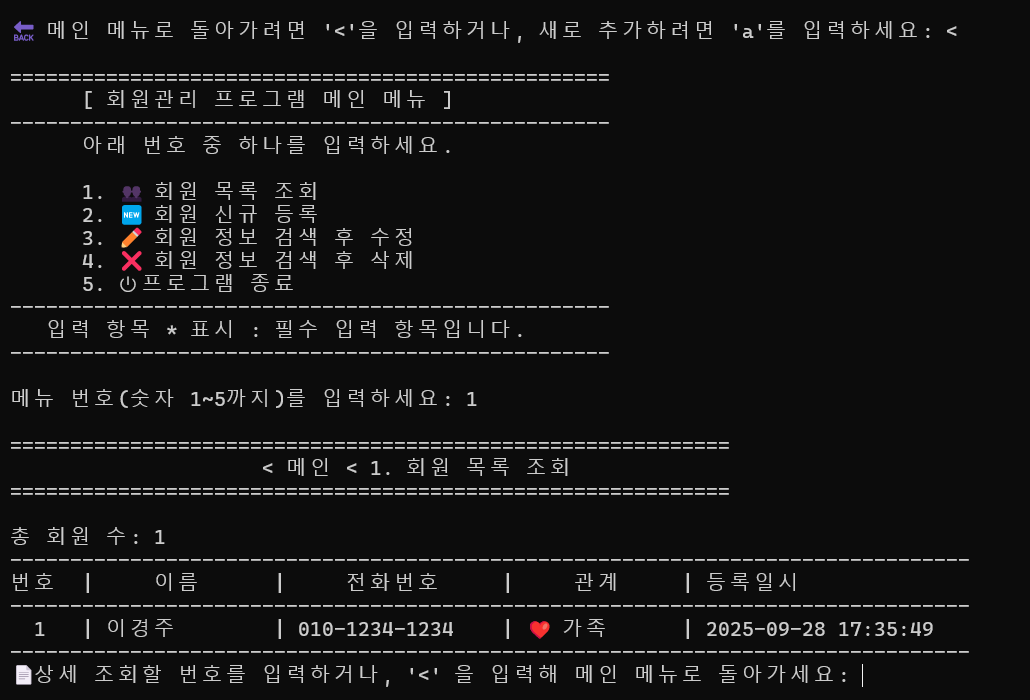 🔙 메인 메뉴로 돌아가려면 '<'을 입력하거나, 새로 추가하려면 'a'를 입력하세요: <
==================================================
[ 회원관리 프로그램 메인 메뉴 ]
--------------------------------------------------
아래 번호 중 하나를 입력하세요.
1. 👥 회원 목록 조회
2. 🆕 회원 신규 등록
3. ✏️ 회원 정보 검색 후 수정
4. ❌ 회원 정보 검색 후 삭제
5. ⏻ 프로그램 종료
--------------------------------------------------
입력 항목 * 표시 : 필수 입력 항목입니다.
--------------------------------------------------
메뉴 번호(숫자 1~5까지)를 입력하세요: 1
============================================================
< 메인 < 1. 회원 목록 조회
============================================================
총 회원 수: 1
--------------------------------------------------------------------------------
번호 | 이름 | 전화번호 | 관계 | 등록일시
--------------------------------------------------------------------------------
1 | 이경주 | 010-1234-1234 | ❤️ 가족 | 2025-09-28 17:35:49
--------------------------------------------------------------------------------
📄상세 조회할 번호를 입력하거나, '<' 을 입력해 메인 메뉴로 돌아가세요: